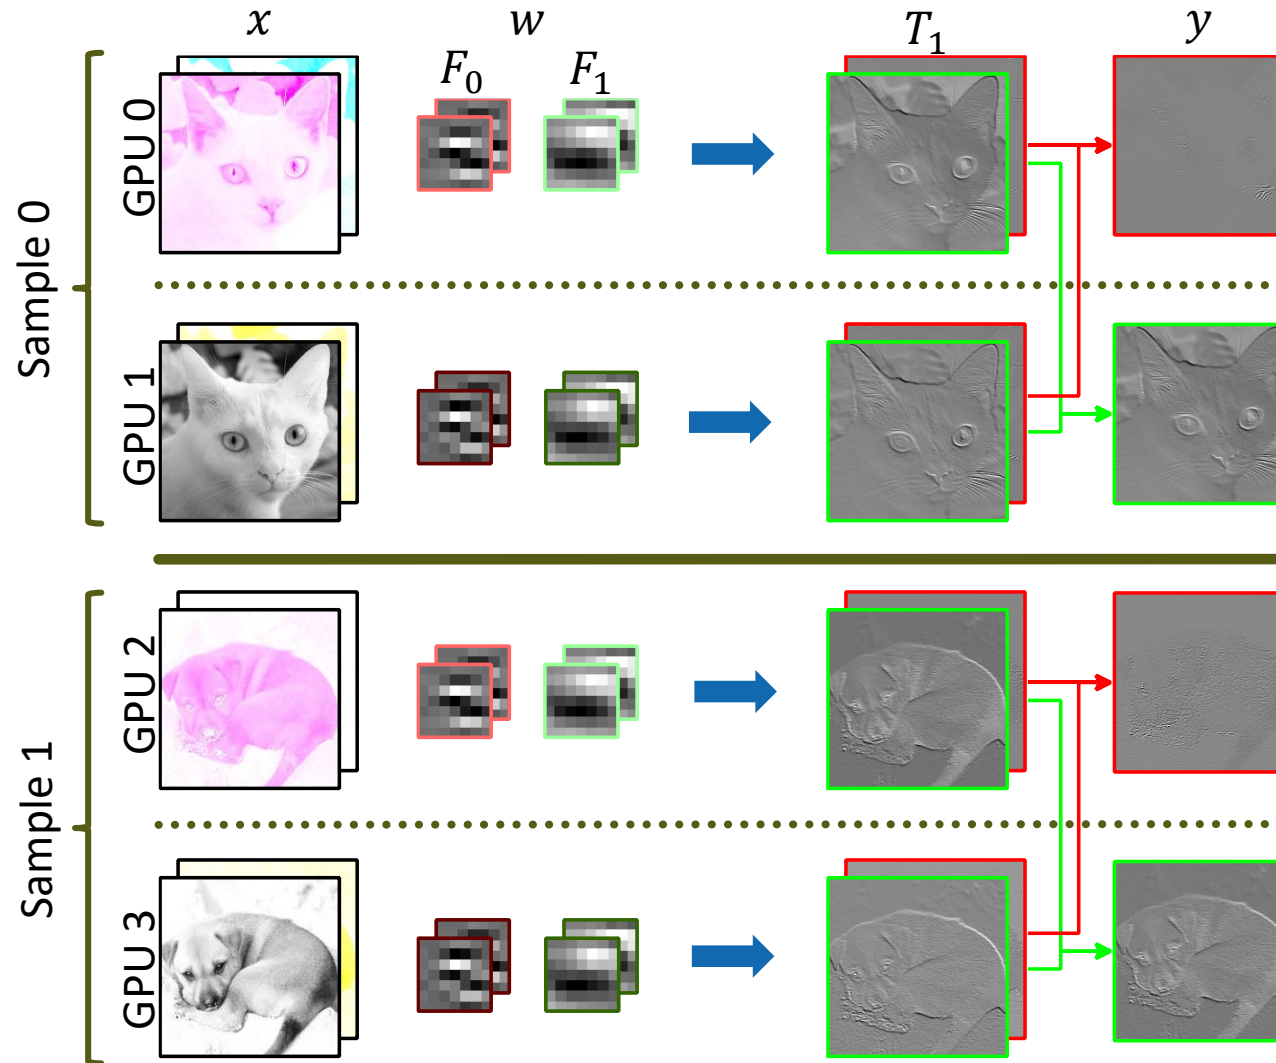 x w T₁ y
F₀ F₁
Sample 0
GPU 0
GPU 1
Sample 1
GPU 2
GPU 3